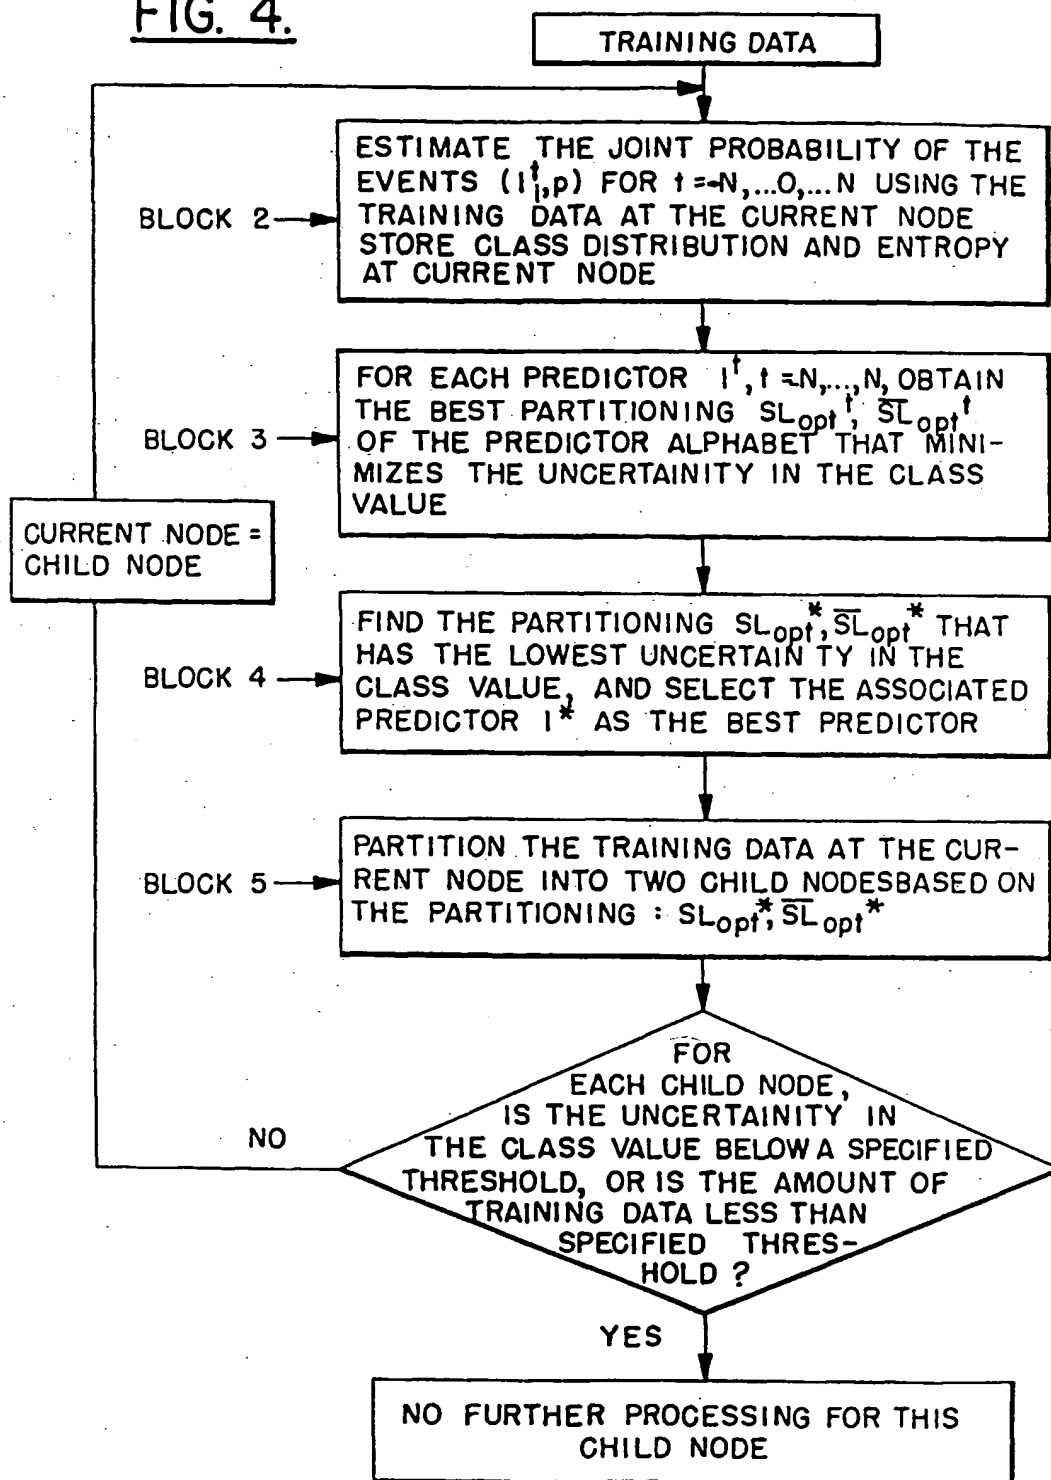 FIG. 4.
TRAINING DATA
ESTIMATE THE JOINT PROBABILITY OF THE
EVENTS (l_i^t,p) FOR t=-N,...0,...N USING THE
TRAINING DATA AT THE CURRENT NODE
STORE CLASS DISTRIBUTION AND ENTROPY
AT CURRENT NODE
BLOCK 2
FOR EACH PREDICTOR l^t, t=-N,...,N, OBTAIN
THE BEST PARTITIONING SL_opt^t, S̅L̅_opt^t
OF THE PREDICTOR ALPHABET THAT MINI-
MIZES THE UNCERTAINITY IN THE CLASS
VALUE
BLOCK 3
CURRENT NODE =
CHILD NODE
FIND THE PARTITIONING SL_opt^*, S̅L̅_opt^* THAT
HAS THE LOWEST UNCERTAIN TY IN THE
CLASS VALUE, AND SELECT THE ASSOCIATED
PREDICTOR l^* AS THE BEST PREDICTOR
BLOCK 4
PARTITION THE TRAINING DATA AT THE CUR-
RENT NODE INTO TWO CHILD NODESBASED ON
THE PARTITIONING : SL_opt^*, S̅L̅_opt^*
BLOCK 5
FOR
EACH CHILD NODE,
IS THE UNCERTAINITY IN
THE CLASS VALUE BELOW A SPECIFIED
THRESHOLD, OR IS THE AMOUNT OF
TRAINING DATA LESS THAN
SPECIFIED THRES-
HOLD ?
NO
YES
NO FURTHER PROCESSING FOR THIS
CHILD NODE